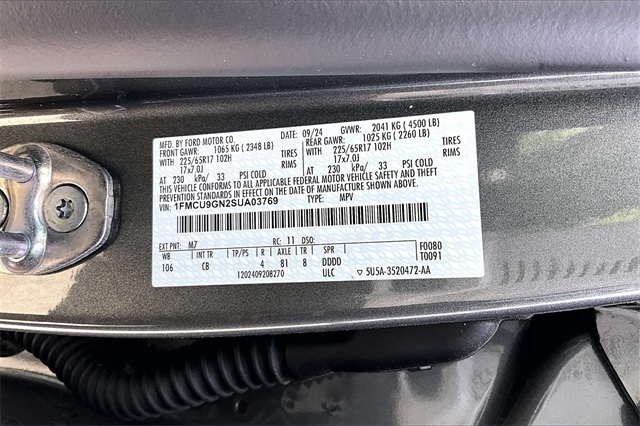 MFD. BY FORD MOTOR CO. DATE: 09/24 GVWR: 2041 KG ( 4500 LB)
FRONT GAWR: 1065 KG ( 2348 LB) REAR GAWR: 1025 KG ( 2260 LB)
225/65R17 102H TIRES 225/65R17 102H TIRES
17x7.0J RIMS 17x7.0J RIMS
AT 230 kPa/ 33 PSI COLD AT 230 kPa/ 33 PSI COLD
THIS VEHICLE CONFORMS TO ALL APPLICABLE FEDERAL MOTOR VEHICLE SAFETY AND THEFT
PREVENTION STANDARDS IN EFFECT ON THE DATE OF MANUFACTURE SHOWN ABOVE.
VIN: 1FMCU9GN2SUA03769 TYPE: MPV
EXT PNT: M7 RC: 11 DSO: F0080
WB INT TR TP/PS R AXLE TR SPR T0091
106 CB 4 81 8 DDDD
1202409208270 ULC 5U5A-3520472-AA